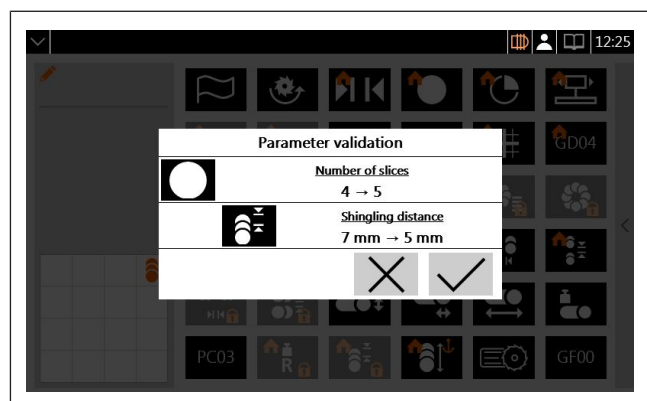 12:25
GD04
Parameter validation
Number of slices
4 → 5
Shingling distance
7 mm → 5 mm
PC03
R
GF00